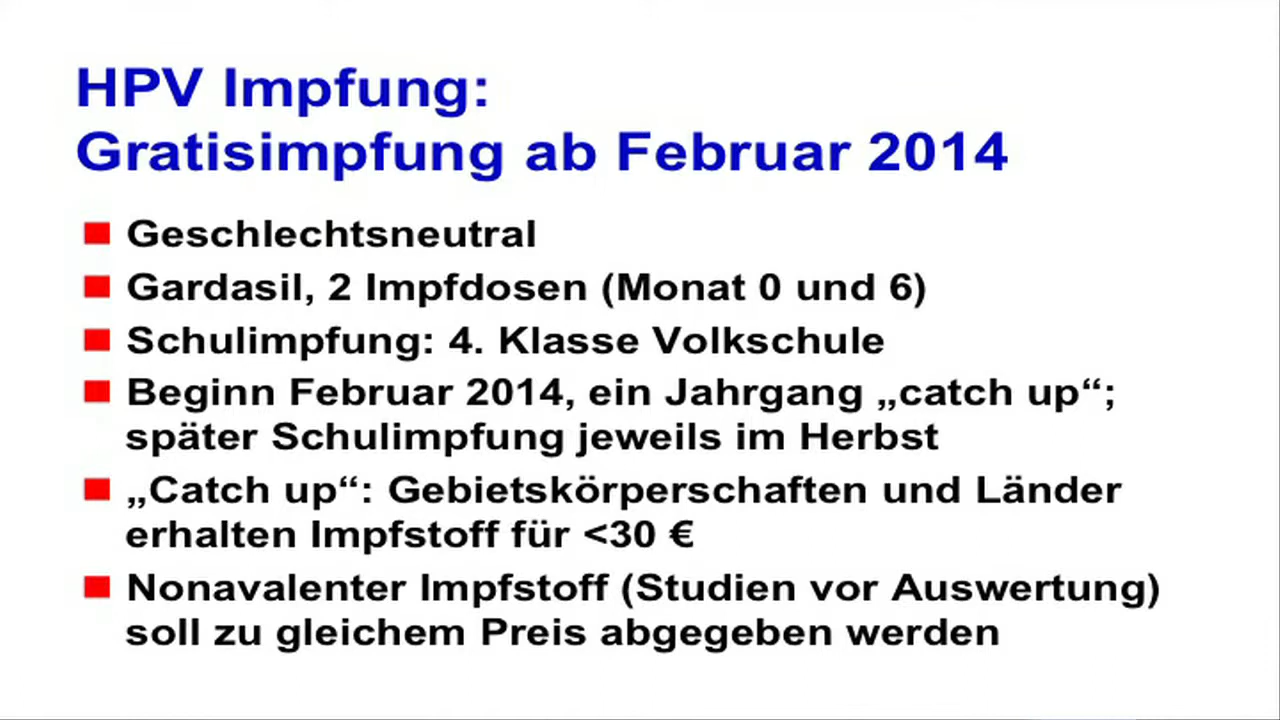 HPV Impfung:
Gratisimpfung ab Februar 2014
Geschlechtsneutral
Gardasil, 2 Impfdosen (Monat 0 und 6)
Schulimpfung: 4. Klasse Volkschule
Beginn Februar 2014, ein Jahrgang „catch up“;
später Schulimpfung jeweils im Herbst
„Catch up“: Gebietskörperschaften und Länder
erhalten Impfstoff für <30 €
Nonavalenter Impfstoff (Studien vor Auswertung)
soll zu gleichem Preis abgegeben werden